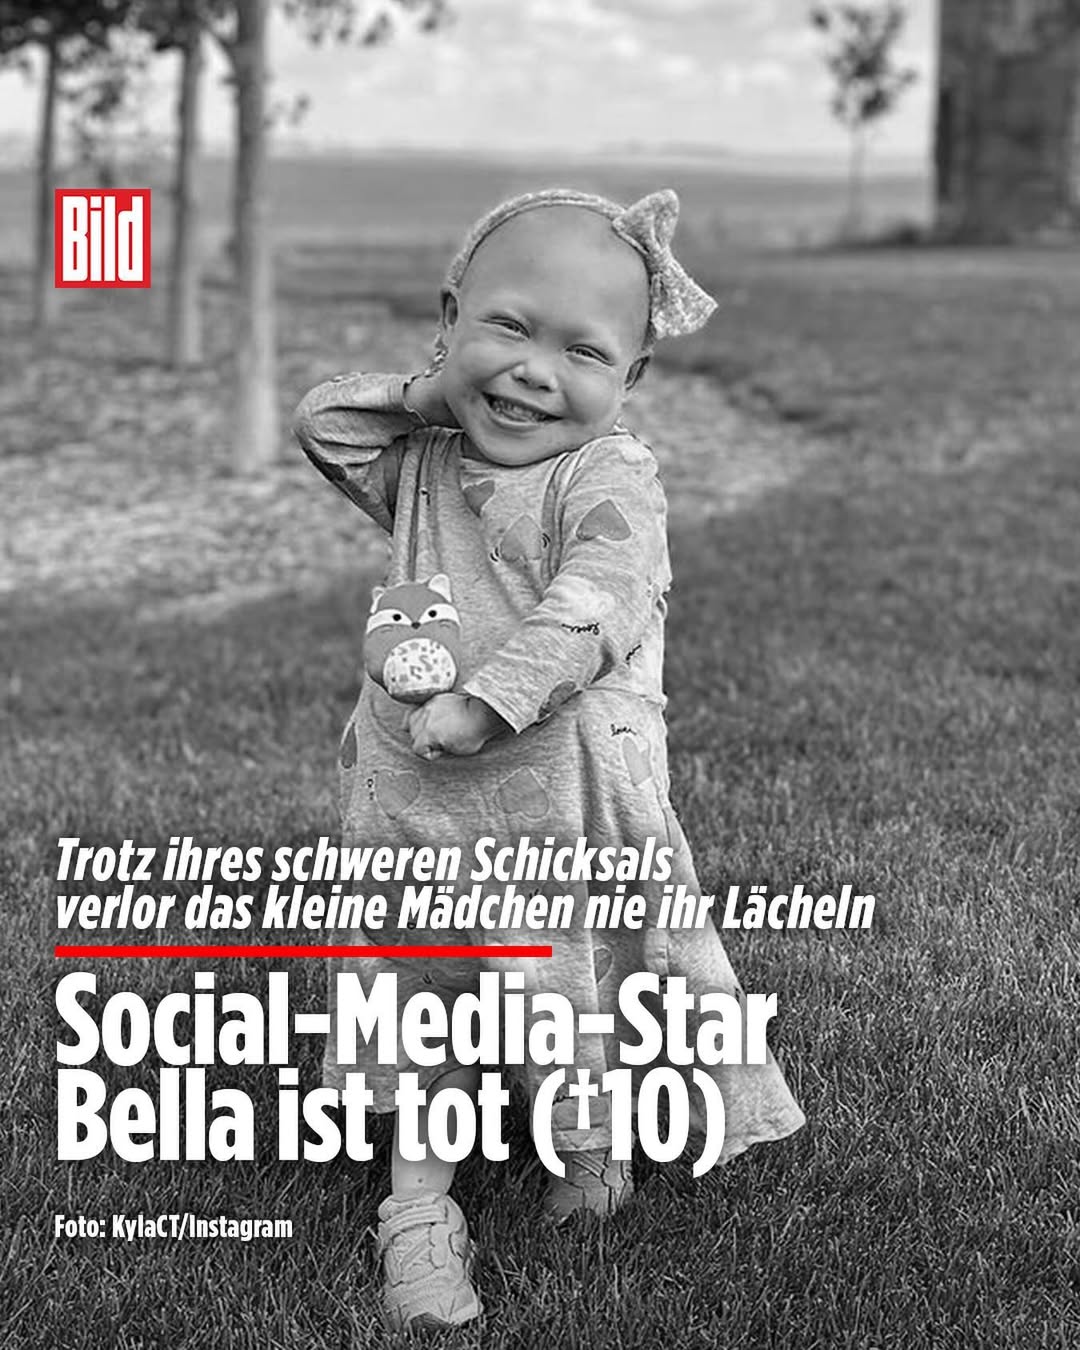 Bild
Trotz ihres schweren Schicksals
verlor das kleine Mädchen nie ihr Lächeln
Social-Media-Star
Bella ist tot (†10)
Foto: KylaCT/Instagram